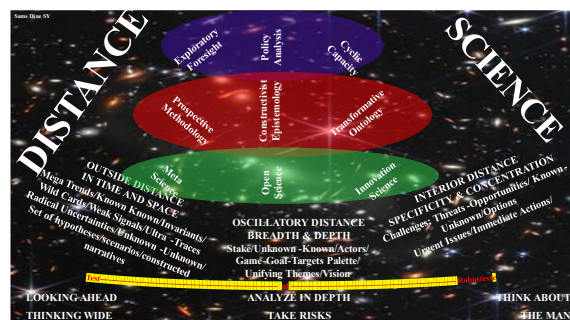 Sams Dine SY
DISTANCE
SCIENCE
Exploratory
Foresight
Policy
Analysis
Cyclic
Capacity
Prospective
Methodology
Constructivist
Epistemology
Transformative
Ontology
Meta
Science
Open
Science
Innovation
Science
OUTSIDE DISTANCE
IN TIME AND SPACE
Mega Trends/Known Known/Invariants/
Wild Cards/Weak Signals/Ultra -Traces
Radical Uncertainties/Unknown -Unknown/
Set of hypotheses/scenarios/constructed
narratives
OSCILLATORY DISTANCE
BREADTH & DEPTH
Stake/Unknown -Known/Actors/
Game-Goal-Targets Palette/
Unifying Themes/Vision
INTERIOR DISTANCE
SPECIFICITY & CONCENTRATION
Challenges; Threats-Opportunities/ Known-
Unknown/Options
Urgent Issues/Immediate Actions/
Test
Robustness
LOOKING AHEAD
THINKING WIDE
ANALYZE IN DEPTH
TAKE RISKS
THINK ABOUT
THE MAN